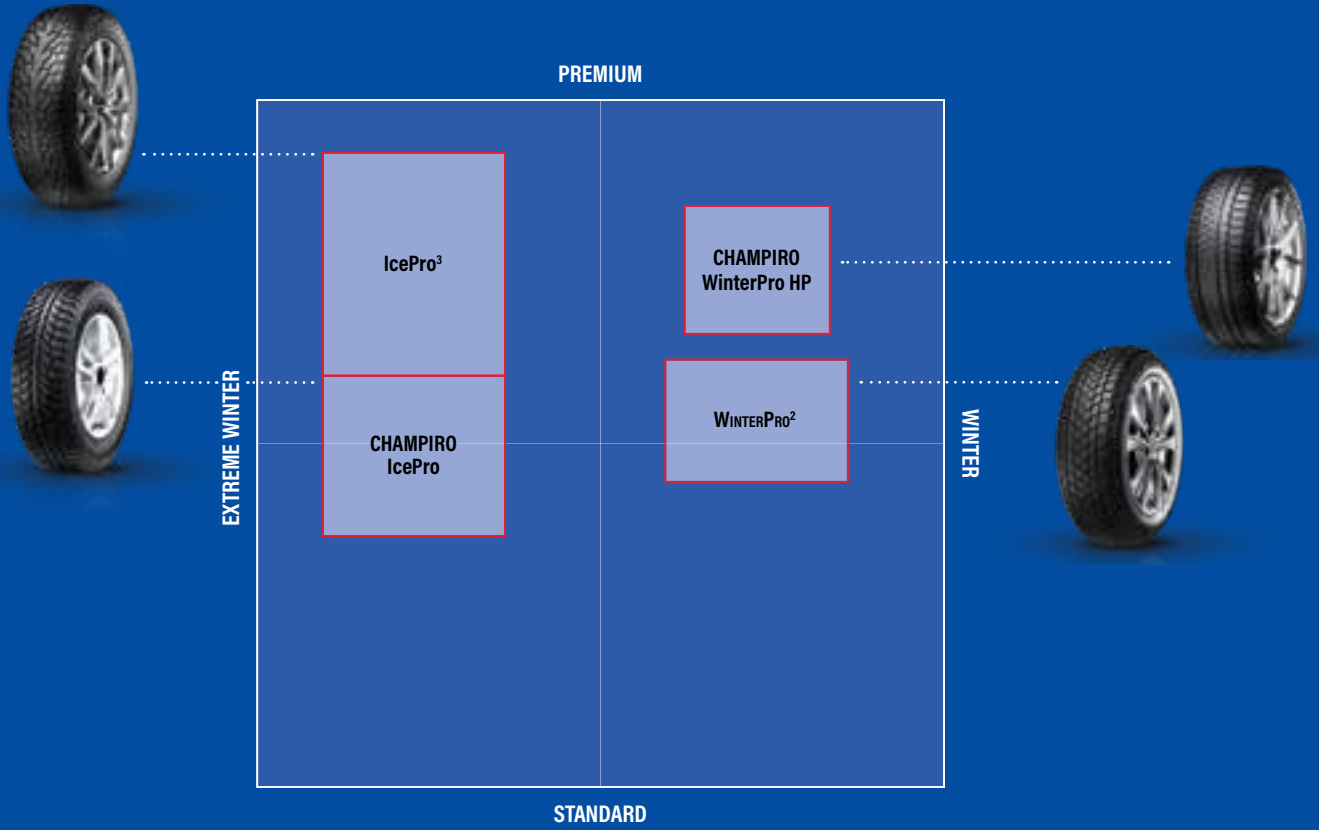 PREMIUM
IcePro³
CHAMPIRO
WinterPro HP
EXTREME WINTER
CHAMPIRO
IcePro
WINTERPRO²
WINTER
STANDARD